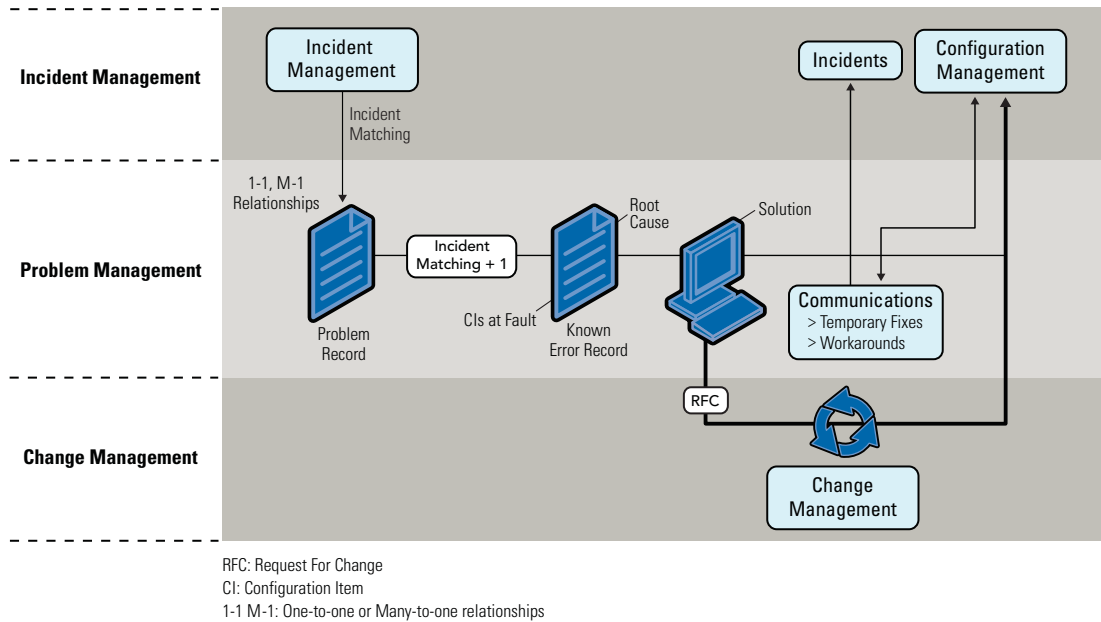 Incident Management
Incident
Management
Incidents
Configuration
Management
Incident
Matching
Problem Management
1-1, M-1
Relationships
Problem
Record
Incident
Matching + 1
Root
Cause
CIs at Fault
Known
Error Record
Solution
Communications
> Temporary Fixes
> Workarounds
Change Management
RFC
Change
Management
RFC: Request For Change
CI: Configuration Item
1-1 M-1: One-to-one or Many-to-one relationships